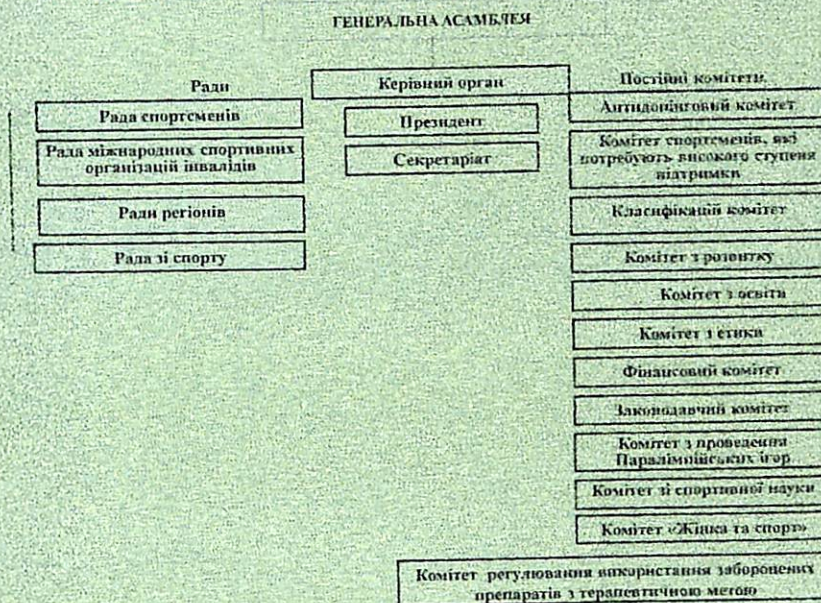 ГЕНЕРАЛЬНА АСАМБЛЕЯ
Ради
Рада спортсменів
Рада міжнародних спортивних
організацій інвалідів
Ради регіонів
Рада зі спорту
Керівний орган
Президент
Секретаріат
Постійні комітети.
Антидопінговий комітет
Комітет спортсменів, які
потребують високого ступеня
підтримки
Класифікацій комітет
Комітет з розвитку
Комітет з освіти
Комітет з етики
Фінансовий комітет
Законодавчий комітет
Комітет з проведення
Паралімпійських ігор
Комітет зі спортивної науки
Комітет «Жінка та спорт»
Комітет регулювання використання заборонених
препаратів з терапевтичною метою